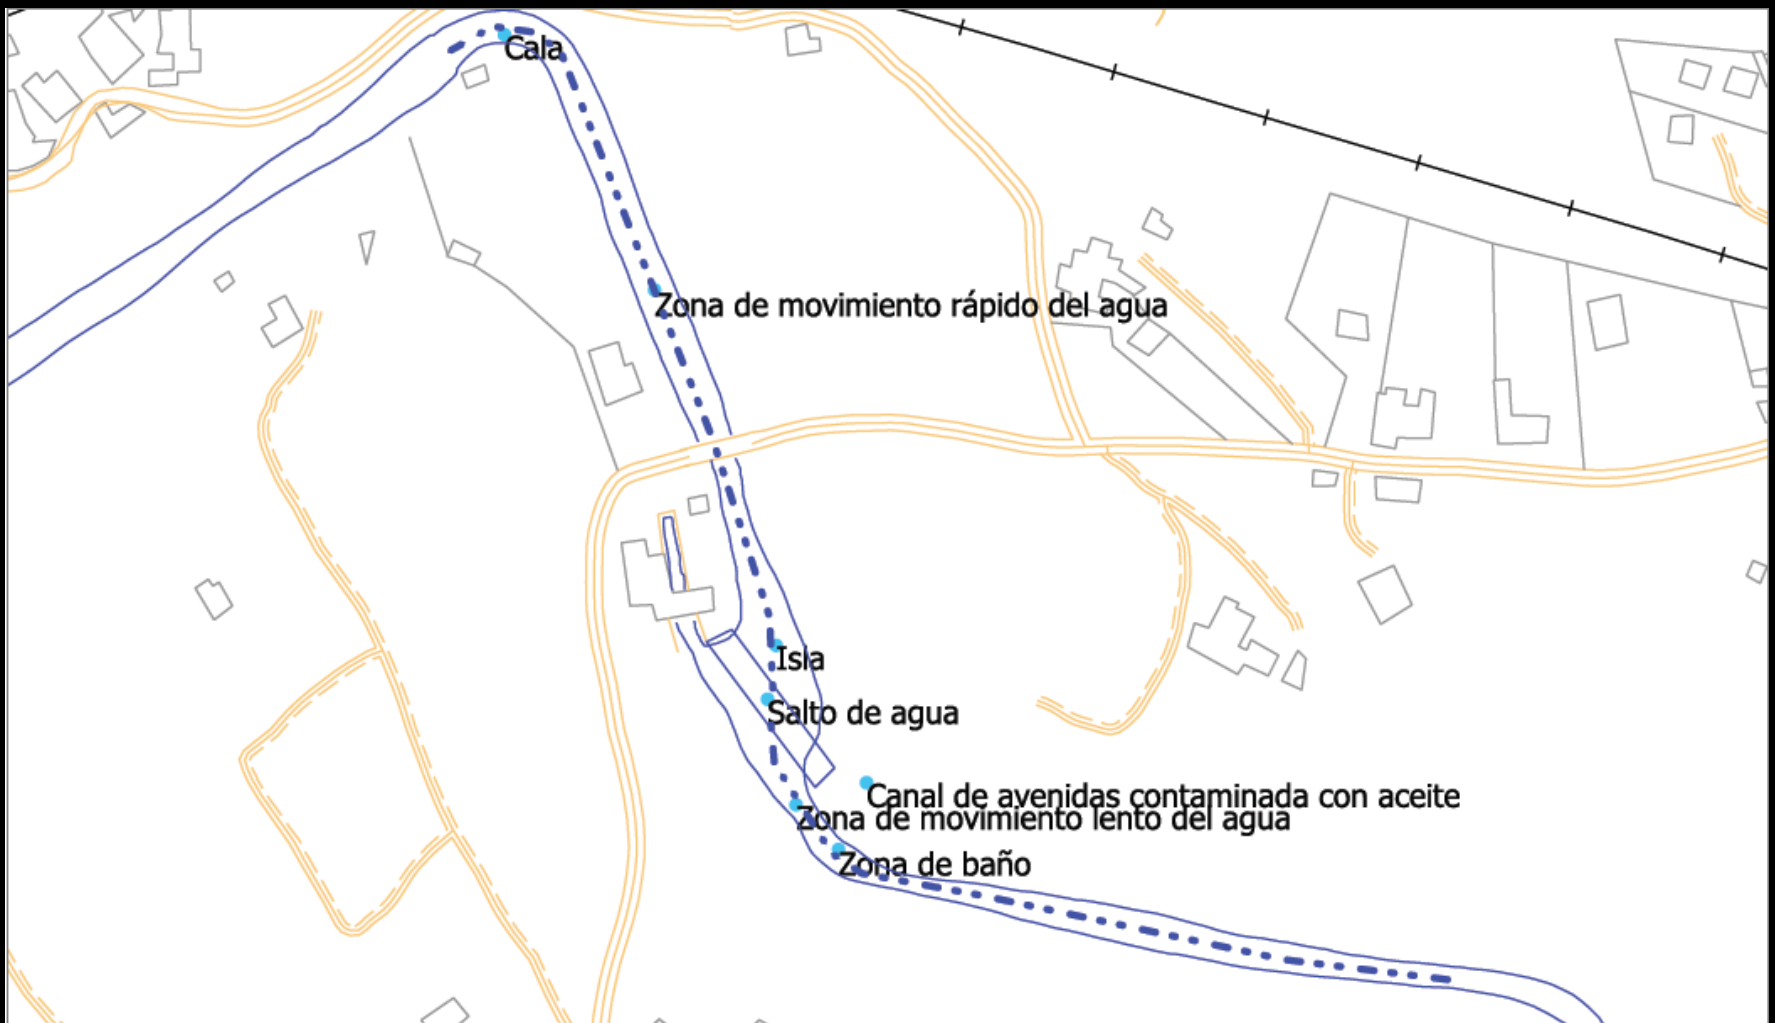 Cala
Zona de movimiento rápido del agua
Isla
Salto de agua
Canal de avenidas contaminada con aceite
Zona de movimiento lento del agua
Zona de baño